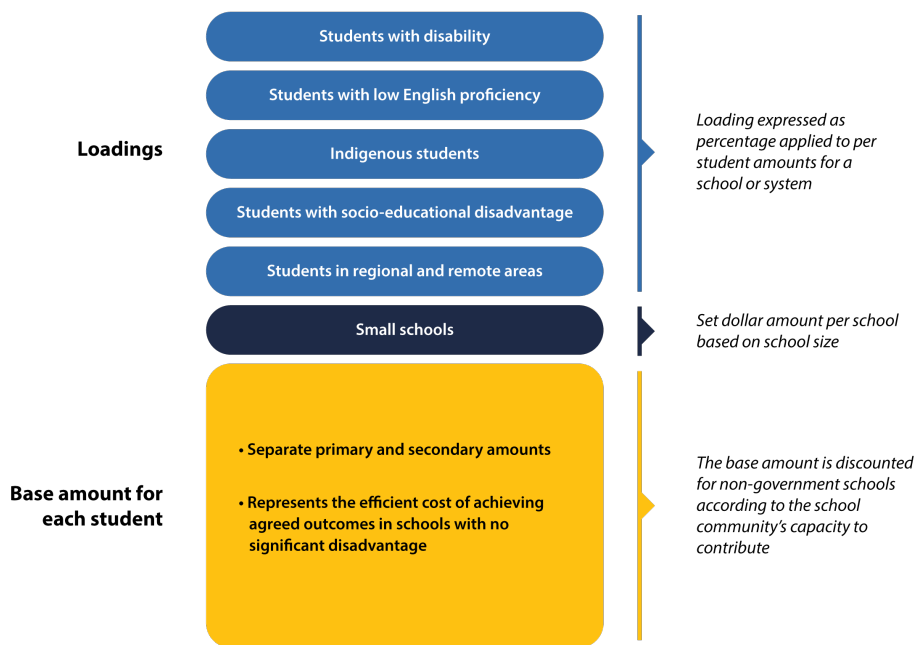 Loadings
Students with disability
Students with low English proficiency
Indigenous students
Students with socio-educational disadvantage
Students in regional and remote areas
Loading expressed as
percentage applied to per
student amounts for a
school or system
Small schools
Set dollar amount per school
based on school size
Base amount for
each student
• Separate primary and secondary amounts
• Represents the efficient cost of achieving
agreed outcomes in schools with no
significant disadvantage
The base amount is discounted
for non-government schools
according to the school
community’s capacity to
contribute